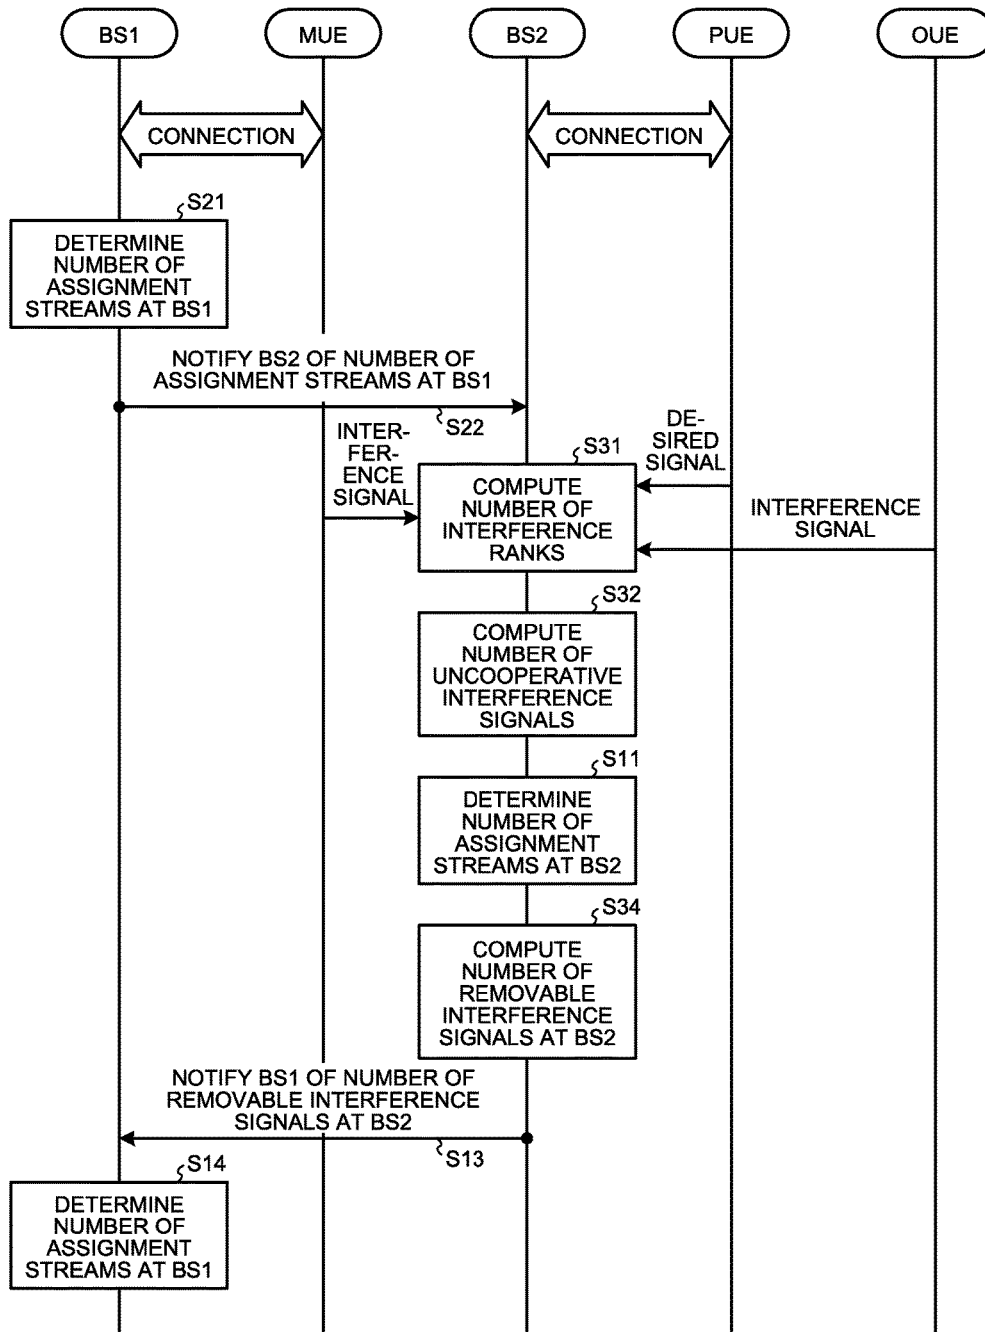 BS1
MUE
BS2
PUE
OUE
CONNECTION
CONNECTION
S21
DETERMINE
NUMBER OF
ASSIGNMENT
STREAMS AT BS1
NOTIFY BS2 OF NUMBER OF
ASSIGNMENT STREAMS AT BS1
S22
INTER-
FER-
ENCE
SIGNAL
S31
COMPUTE
NUMBER OF
INTERFERENCE
RANKS
DE-
SIRED
SIGNAL
INTERFERENCE
SIGNAL
S32
COMPUTE
NUMBER OF
UNCOOPERATIVE
INTERFERENCE
SIGNALS
S11
DETERMINE
NUMBER OF
ASSIGNMENT
STREAMS AT BS2
S34
COMPUTE
NUMBER OF
REMOVABLE
INTERFERENCE
SIGNALS AT BS2
NOTIFY BS1 OF NUMBER OF
REMOVABLE INTERFERENCE
SIGNALS AT BS2
S13
S14
DETERMINE
NUMBER OF
ASSIGNMENT
STREAMS AT BS1